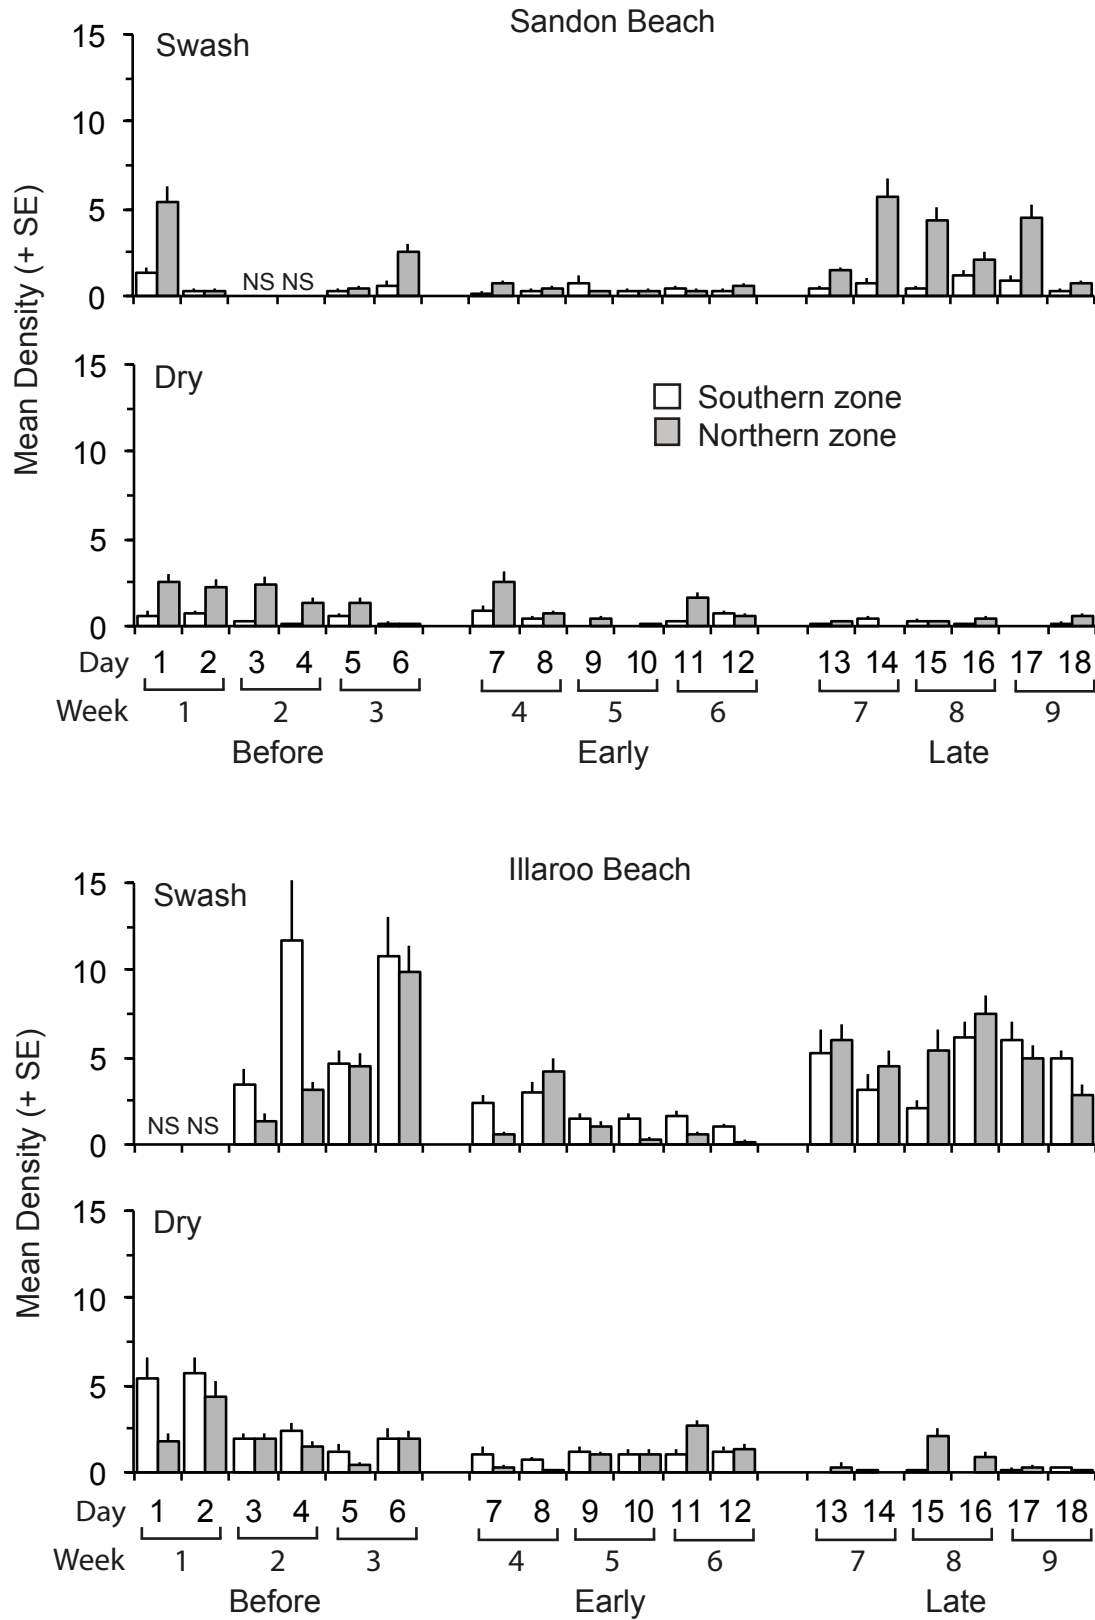 Sandon Beach
Swash
15
10
5
0
NS NS
Mean Density (+ SE)
Dry
15
10
5
0
Southern zone
Northern zone
Day 1 2 3 4 5 6 7 8 9 10 11 12 13 14 15 16 17 18
Week 1 2 3 4 5 6 7 8 9
Before Early Late
Illaroo Beach
Swash
15
10
5
0
NS NS
Mean Density (+ SE)
Dry
15
10
5
0
Day 1 2 3 4 5 6 7 8 9 10 11 12 13 14 15 16 17 18
Week 1 2 3 4 5 6 7 8 9
Before Early Late